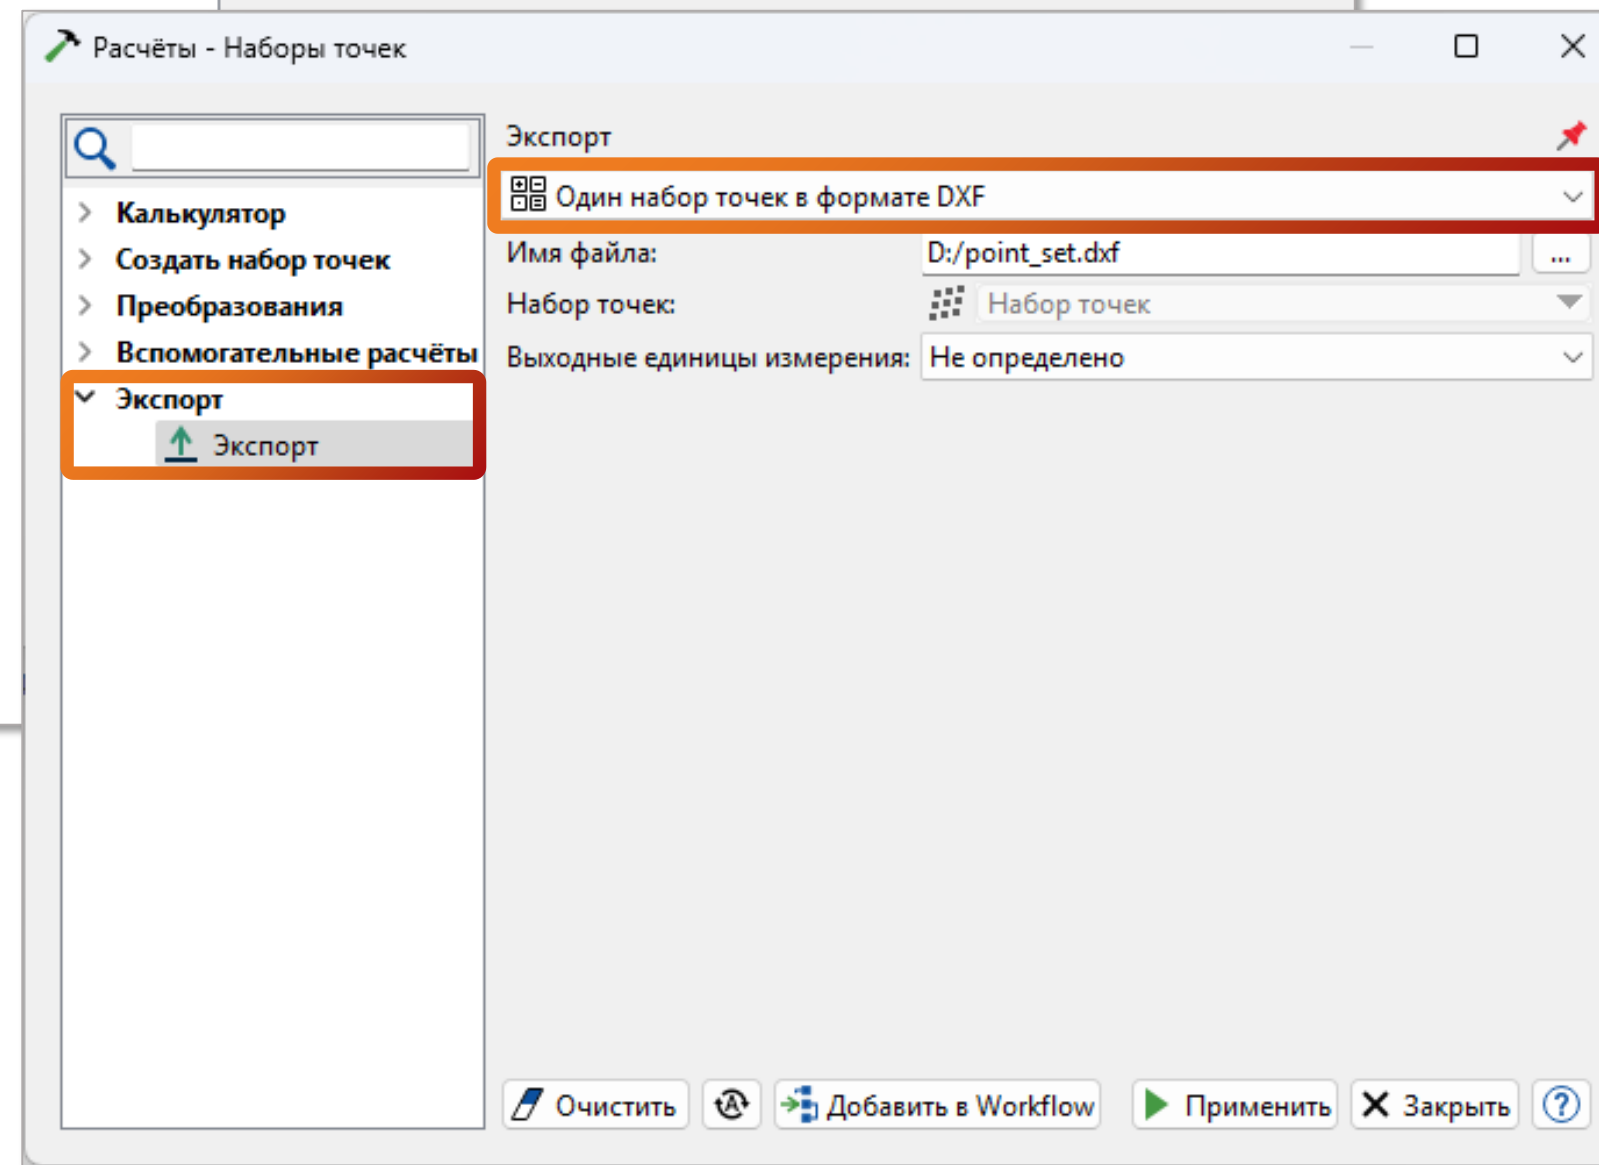 Расчёты - Наборы точек
Экспорт
Один набор точек в формате DXF
Калькулятор
Создать набор точек
Преобразования
Вспомогательные расчёты
Экспорт
Экспорт
Имя файла: D:/point_set.dxf ...
Набор точек: Набор точек
Выходные единицы измерения: Не определено
Очистить A Добавить в Workflow Применить Закрыть ?